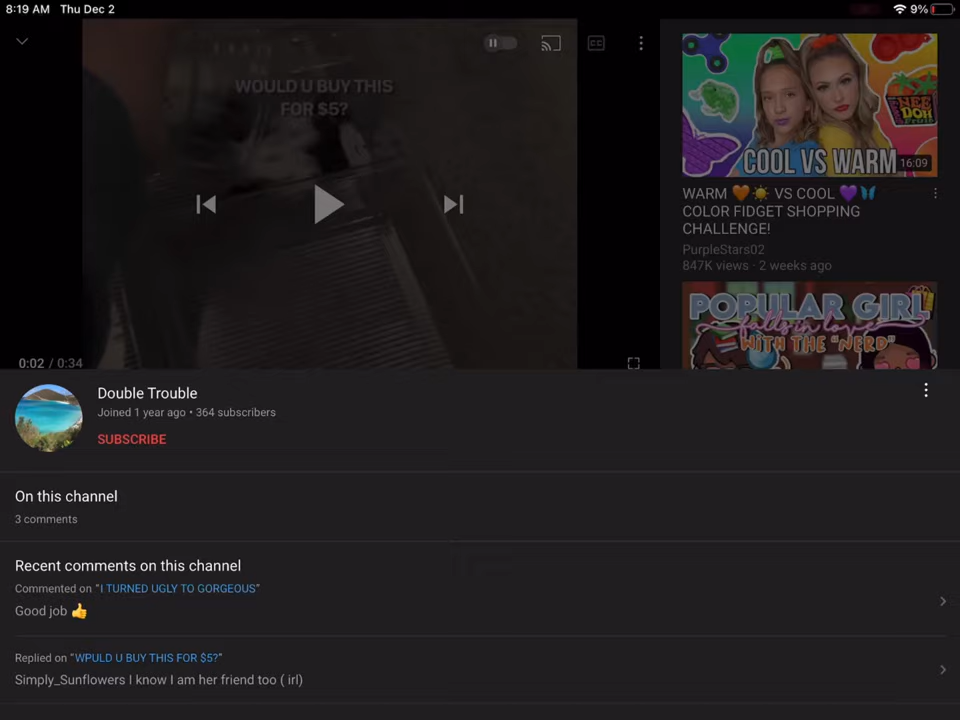 8:19 AM Thu Dec 2
9%
WOULD U BUY THIS
FOR $5?
CC
0:02 / 0:34
NEE
DOH
COOL VS WARM
16:09
WARM 🧡☀️ VS COOL 💜🦋
COLOR FIDGET SHOPPING
CHALLENGE!
PurpleStars02
847K views · 2 weeks ago
POPULAR GIRL
falls in love
WITH THE "NERD"
Double Trouble
Joined 1 year ago • 364 subscribers
SUBSCRIBE
On this channel
3 comments
Recent comments on this channel
Commented on "I TURNED UGLY TO GORGEOUS"
Good job 👍
Replied on "WPULD U BUY THIS FOR $5?"
Simply_Sunflowers I know I am her friend too ( irl)